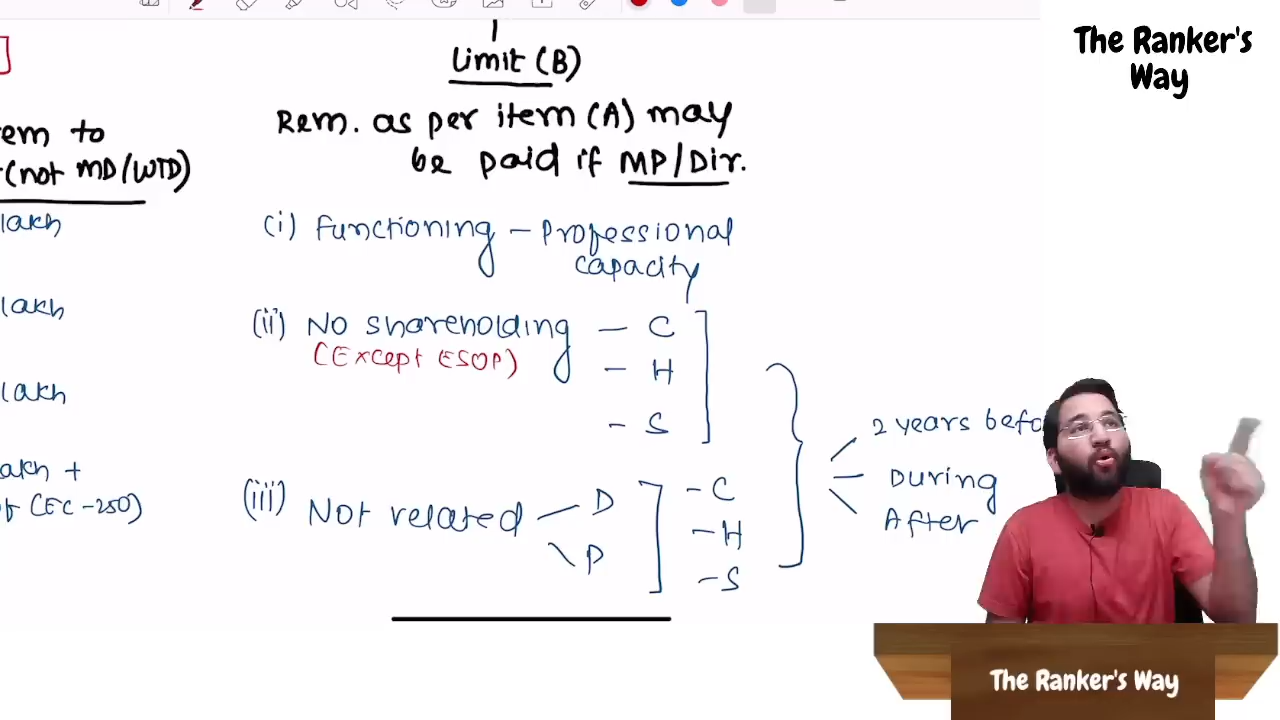 The Ranker's
Way
Limit (B)
Rem. as per item (A) may
be paid if MP/Dir.
em to
(not MD/WTD)
lakh
(i) Functioning - Professional
capacity
lakh
(ii) No shareholding - C
(Except ESOP)
- H
- S
lakh
2 years befo
During
After
akh +
of (EC-250)
(iii) Not related - D
- P
- C
- H
- S
The Ranker's Way